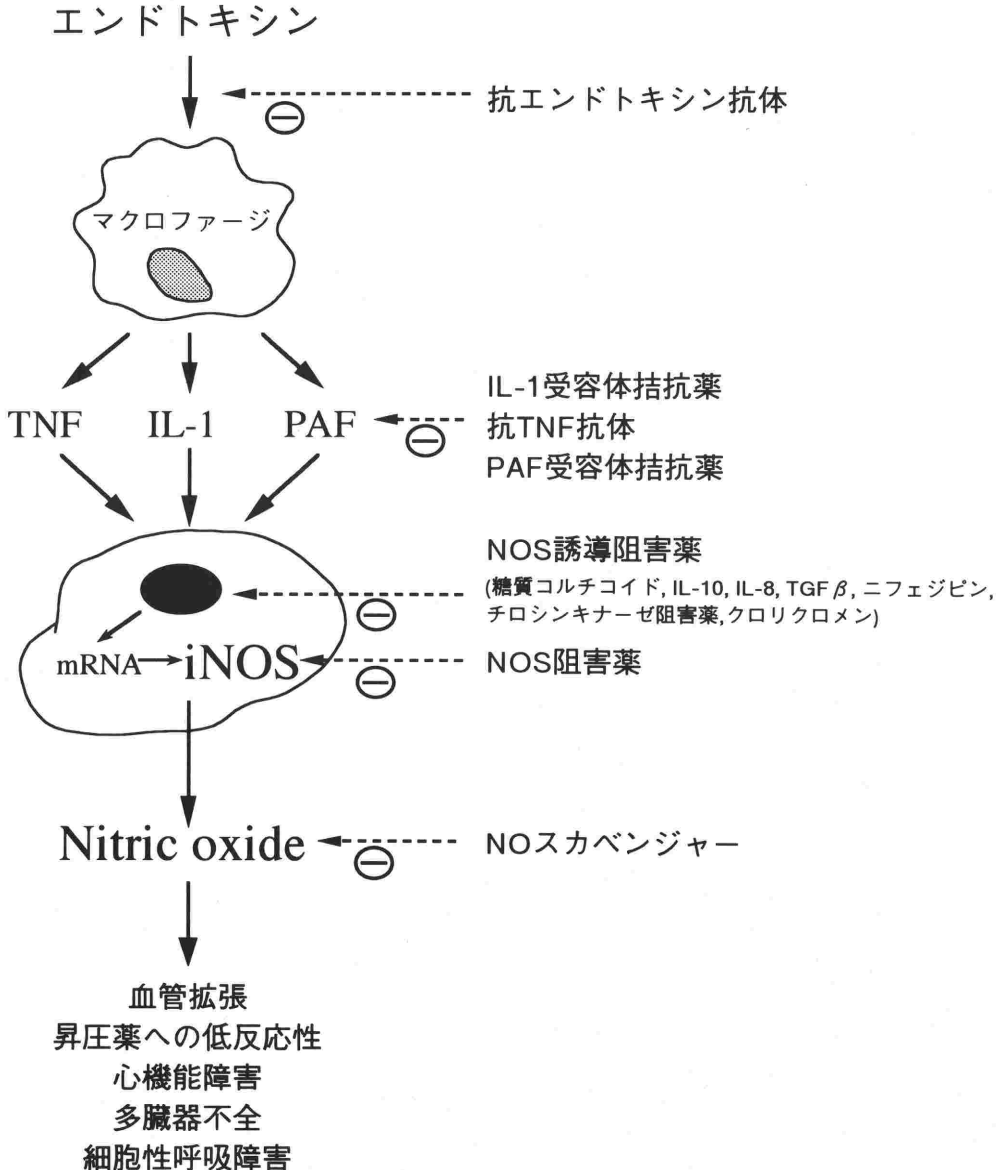 エンドトキシン
抗エンドトキシン抗体
マクロファージ
TNF IL-1 PAF
IL-1受容体拮抗薬
抗TNF抗体
PAF受容体拮抗薬
NOS誘導阻害薬
(糖質コルチコイド, IL-10, IL-8, TGFβ, ニフェジピン,
チロシンキナーゼ阻害薬,クロリクロメン)
mRNA iNOS
NOS阻害薬
Nitric oxide
NOスカベンジャー
血管拡張
昇圧薬への低反応性
心機能障害
多臓器不全
細胞性呼吸障害